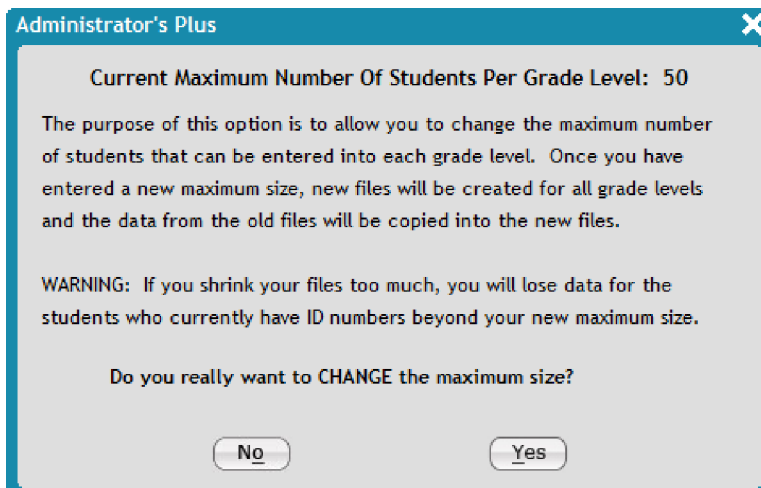 Administrator's Plus
Current Maximum Number Of Students Per Grade Level: 50
The purpose of this option is to allow you to change the maximum number
of students that can be entered into each grade level. Once you have
entered a new maximum size, new files will be created for all grade levels
and the data from the old files will be copied into the new files.
WARNING: If you shrink your files too much, you will lose data for the
students who currently have ID numbers beyond your new maximum size.
Do you really want to CHANGE the maximum size?
No Yes